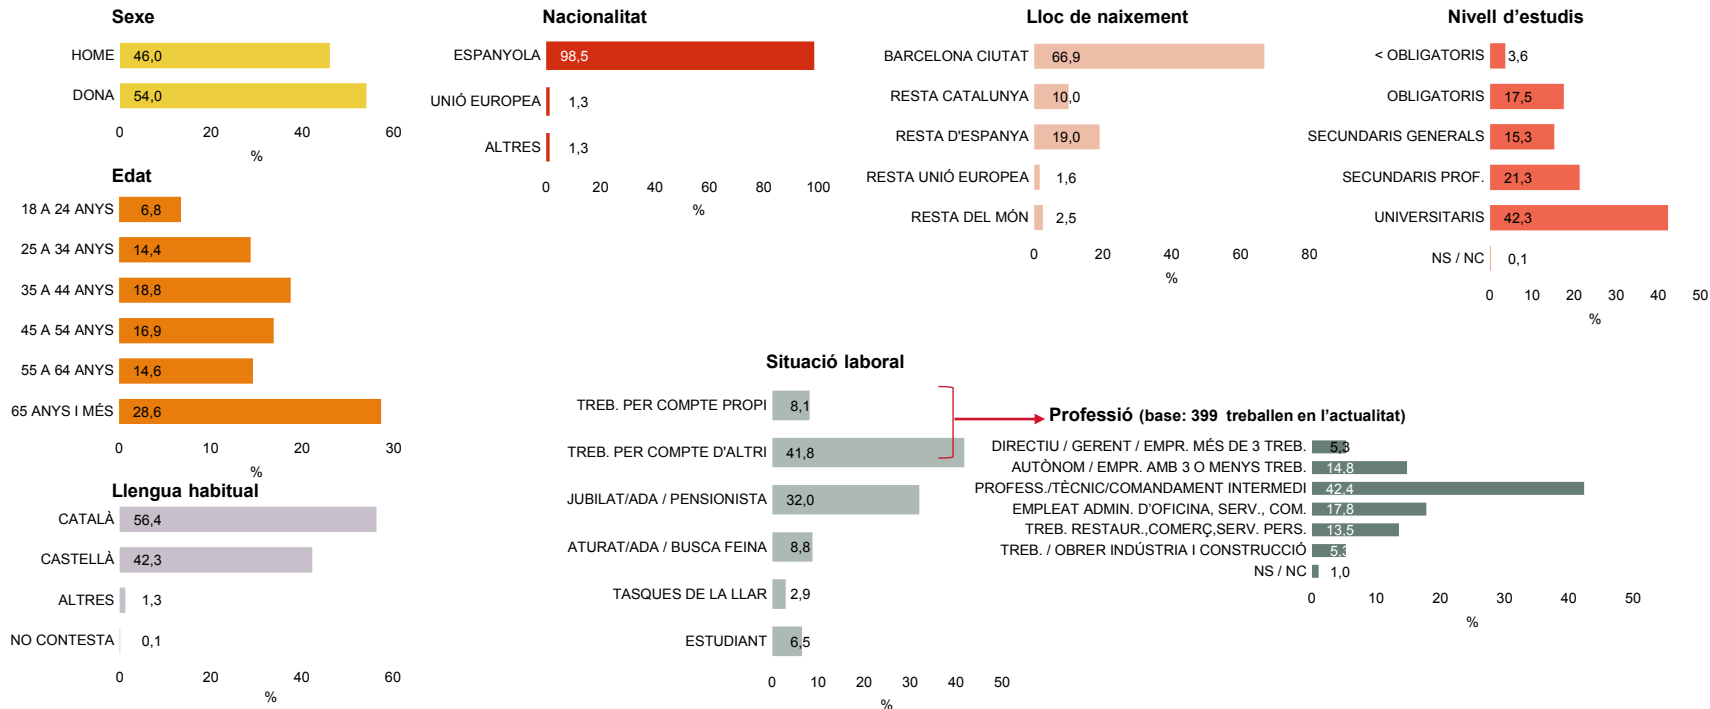 Sexe
HOME 46,0
DONA 54,0
0 20 40 60
%
Edat
18 A 24 ANYS 6,8
25 A 34 ANYS 14,4
35 A 44 ANYS 18,8
45 A 54 ANYS 16,9
55 A 64 ANYS 14,6
65 ANYS I MÉS 28,6
0 10 20 30
%
Llengua habitual
CATALÀ 56,4
CASTELLÀ 42,3
ALTRES 1,3
NO CONTESTA 0,1
0 20 40 60
%
Nacionalitat
ESPANYOLA 98,5
UNIÓ EUROPEA 1,3
ALTRES 1,3
0 20 40 60 80 100
%
Lloc de naixement
BARCELONA CIUTAT 66,9
RESTA CATALUNYA 10,0
RESTA D'ESPANYA 19,0
RESTA UNIÓ EUROPEA 1,6
RESTA DEL MÓN 2,5
0 20 40 60 80
%
Nivell d’estudis
< OBLIGATORIS 3,6
OBLIGATORIS 17,5
SECUNDARIS GENERALS 15,3
SECUNDARIS PROF. 21,3
UNIVERSITARIS 42,3
NS / NC 0,1
0 10 20 30 40 50
%
Situació laboral
TREB. PER COMPTE PROPI 8,1
TREB. PER COMPTE D'ALTRI 41,8
JUBILAT/ADA / PENSIONISTA 32,0
ATURAT/ADA / BUSCA FEINA 8,8
TASQUES DE LA LLAR 2,9
ESTUDIANT 6,5
0 10 20 30 40 50
%
Professió (base: 399 treballen en l’actualitat)
DIRECTIU / GERENT / EMPR. MÉS DE 3 TREB. 5,3
AUTÒNOM / EMPR. AMB 3 O MENYS TREB. 14,8
PROFESS./TÈCNIC/COMANDAMENT INTERMEDI 42,4
EMPLEAT ADMIN. D’OFICINA, SERV., COM. 17,8
TREB. RESTAUR.,COMERÇ,SERV. PERS. 13,5
TREB. / OBRER INDÚSTRIA I CONSTRUCCIÓ 5,3
NS / NC 1,0
0 10 20 30 40 50
%